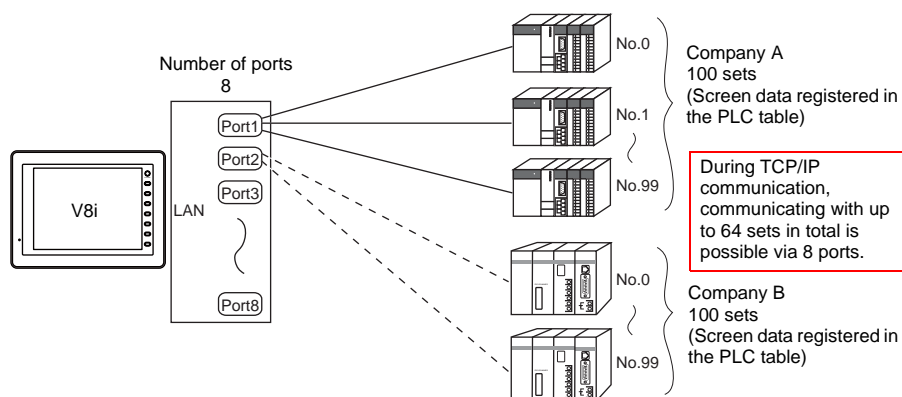 Number of ports
8
V8i
LAN
Port1
Port2
Port3
Port8
No.0
No.1
No.99
Company A
100 sets
(Screen data registered in
the PLC table)
During TCP/IP
communication,
communicating with up
to 64 sets in total is
possible via 8 ports.
No.0
No.99
Company B
100 sets
(Screen data registered in
the PLC table)